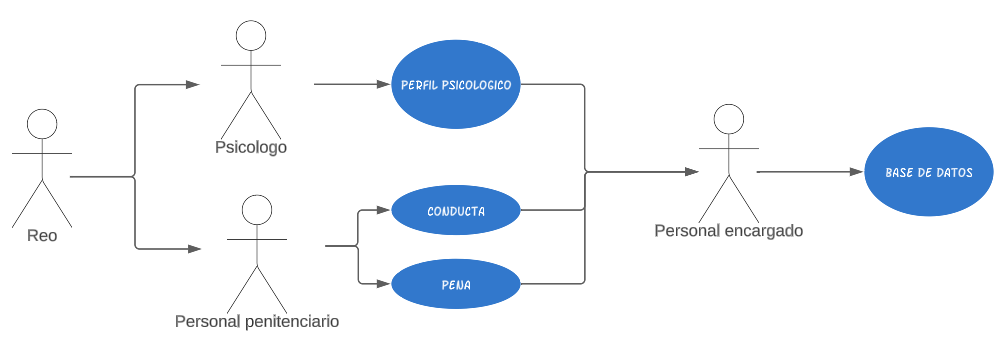 Reo
Psicologo
Personal penitenciario
PERFIL PSICOLOGICO
CONDUCTA
PENA
Personal encargado
BASE DE DATOS